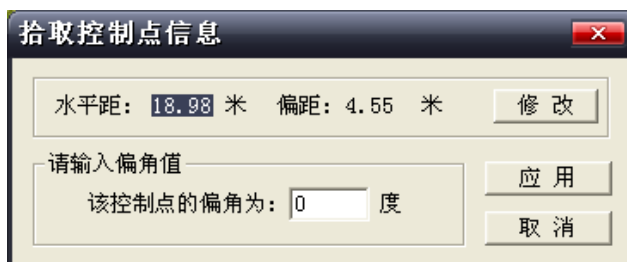 拾取控制点信息
水平距: 18.98 米 偏距: 4.55 米 修 改
请输入偏角值
该控制点的偏角为: 0 度
应 用
取 消